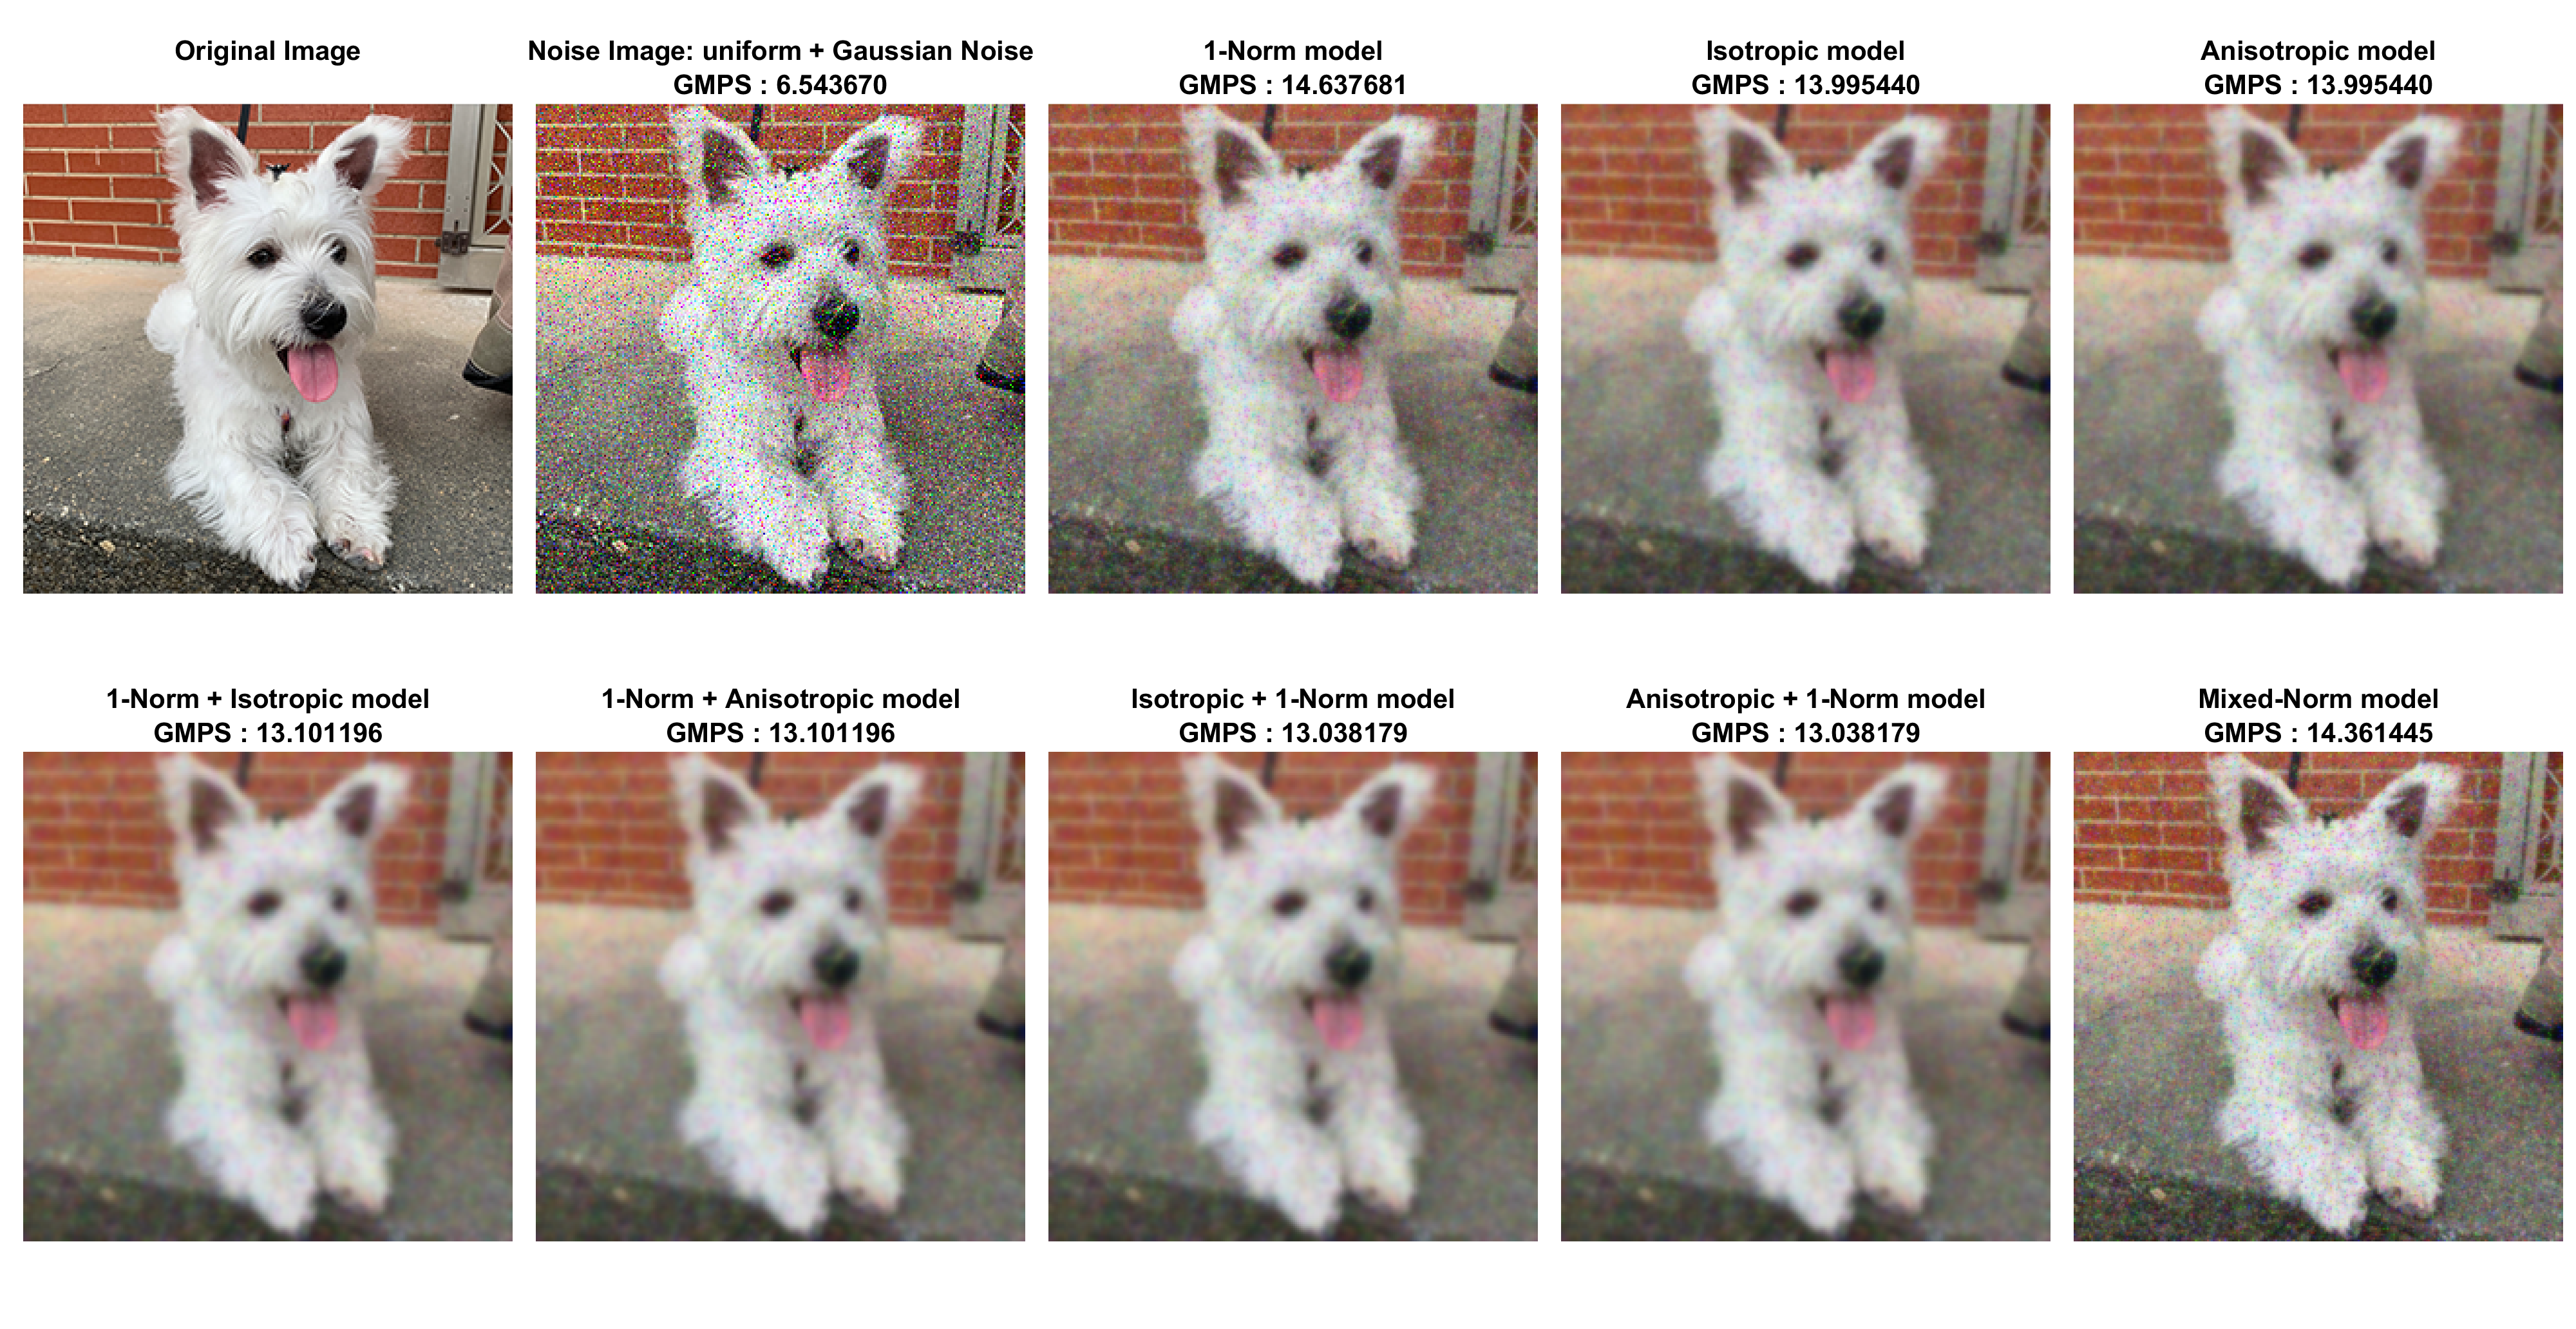 Original Image
Noise Image: uniform + Gaussian Noise
GMPS : 6.543670
1-Norm model
GMPS : 14.637681
Isotropic model
GMPS : 13.995440
Anisotropic model
GMPS : 13.995440
1-Norm + Isotropic model
GMPS : 13.101196
1-Norm + Anisotropic model
GMPS : 13.101196
Isotropic + 1-Norm model
GMPS : 13.038179
Anisotropic + 1-Norm model
GMPS : 13.038179
Mixed-Norm model
GMPS : 14.361445